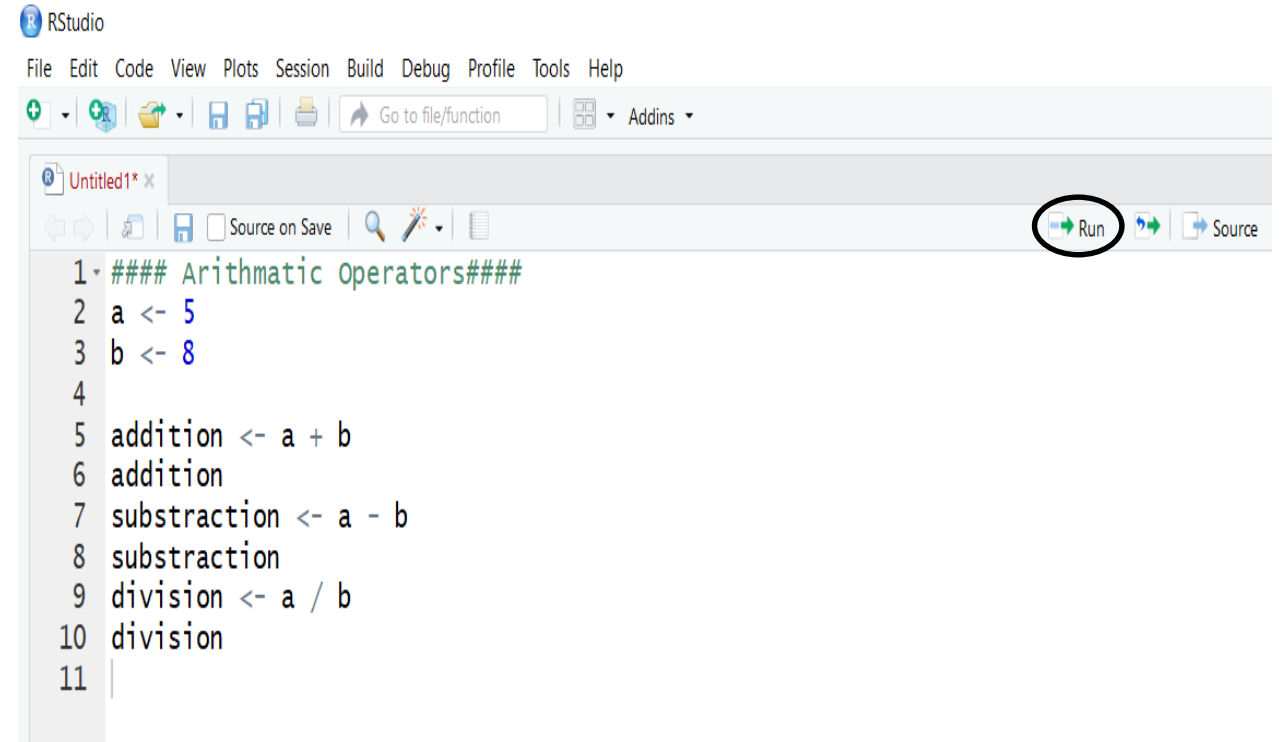 RStudio
File Edit Code View Plots Session Build Debug Profile Tools Help
Go to file/function Addins
Untitled1*
Source on Save Run Source
1 #### Arithmatic Operators####
2 a <- 5
3 b <- 8
4
5 addition <- a + b
6 addition
7 substraction <- a - b
8 substraction
9 division <- a / b
10 division
11